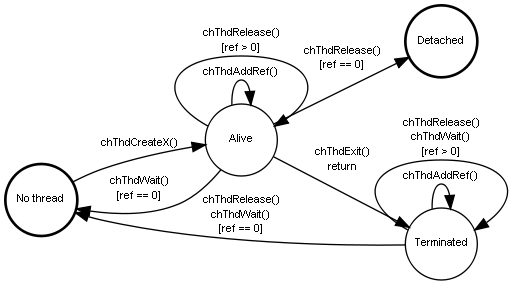 chThdRelease()
[ref > 0]
chThdAddRef()
chThdRelease()
[ref == 0]
Detached
Alive
chThdCreateX()
chThdExit()
return
chThdRelease()
chThdWait()
[ref > 0]
chThdAddRef()
chThdWait()
[ref == 0]
chThdRelease()
chThdWait()
[ref == 0]
No thread
Terminated